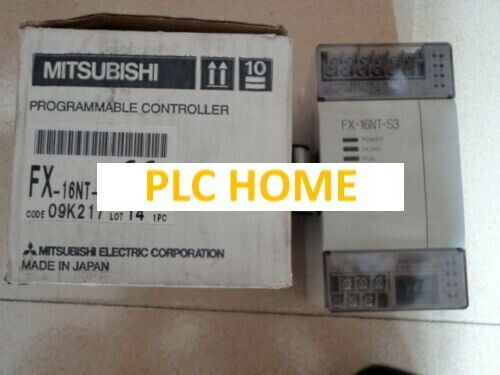 MITSUBISHI
10
PROGRAMMABLE CONTROLLER
FX-16NT-
CODE 09K217 LOT 14 1PC
MITSUBISHI ELECTRIC CORPORATION
MADE IN JAPAN
PLC HOME
FX-16NT-S3
POWER
DC24V
RUN